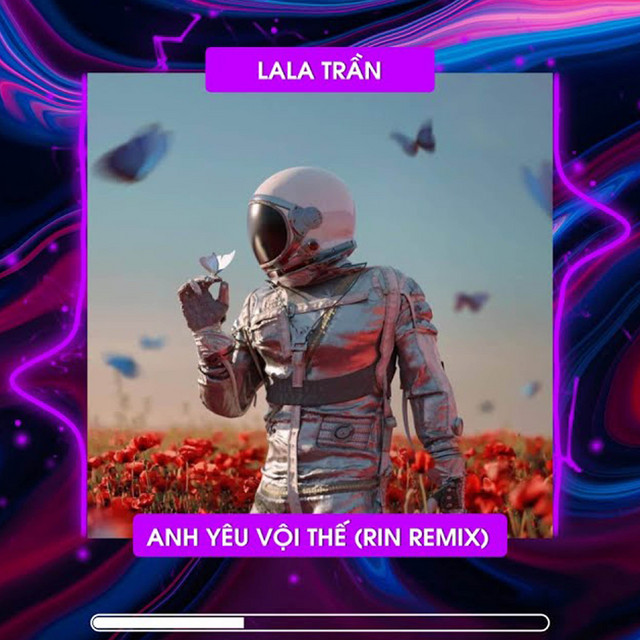 LALA TRẦN
ANH YÊU VỘI THẾ (RIN REMIX)